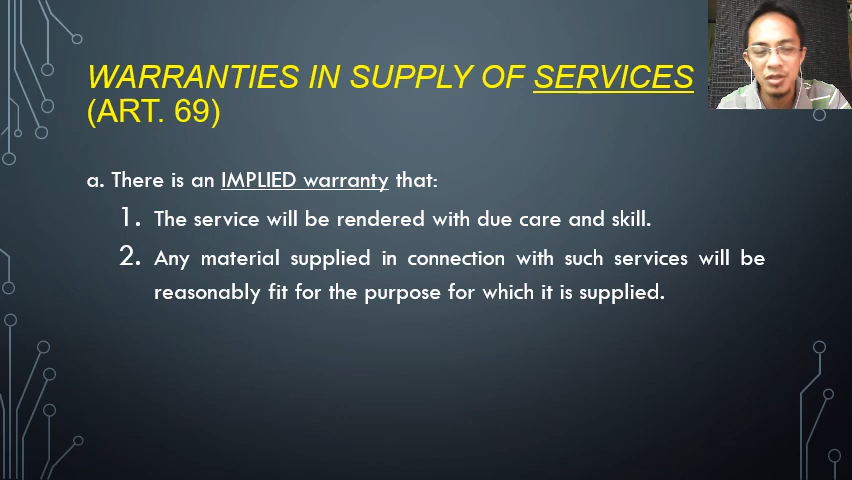 WARRANTIES IN SUPPLY OF SERVICES
(ART. 69)
a. There is an IMPLIED warranty that:
1. The service will be rendered with due care and skill.
2. Any material supplied in connection with such services will be
reasonably fit for the purpose for which it is supplied.